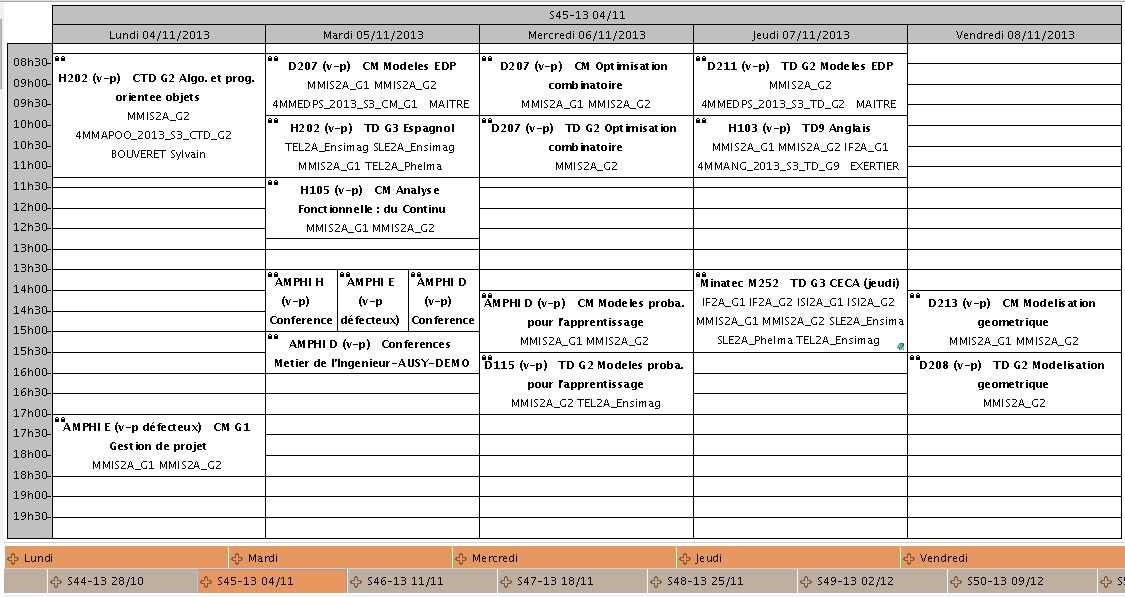 S45-13 04/11
Lundi 04/11/2013
Mardi 05/11/2013
Mercredi 06/11/2013
Jeudi 07/11/2013
Vendredi 08/11/2013
08h30
09h00
09h30
10h00
10h30
11h00
11h30
12h00
12h30
13h00
13h30
14h00
14h30
15h00
15h30
16h00
16h30
17h00
17h30
18h00
18h30
19h00
19h30
H202 (v-p) CTD G2 Algo. et prog.
orientee objets
MMIS2A_G2
4MMAPOO_2013_S3_CTD_G2
BOUVERET Sylvain
AMPHI E (v-p défecteux) CM G1
Gestion de projet
MMIS2A_G1 MMIS2A_G2
D207 (v-p) CM Modeles EDP
MMIS2A_G1 MMIS2A_G2
4MMEDPS_2013_S3_CM_G1 MAITRE
H202 (v-p) TD G3 Espagnol
TEL2A_Ensimag SLE2A_Ensimag
MMIS2A_G1 TEL2A_Phelma
H105 (v-p) CM Analyse
Fonctionnelle : du Continu
MMIS2A_G1 MMIS2A_G2
AMPHI H
(v-p)
Conference
AMPHI E
(v-p
défecteux)
AMPHI D
(v-p)
Conference
AMPHI D (v-p) Conferences
Metier de l'Ingenieur-AUSY-DEMO
D207 (v-p) CM Optimisation
combinatoire
MMIS2A_G1 MMIS2A_G2
D207 (v-p) TD G2 Optimisation
combinatoire
MMIS2A_G2
AMPHI D (v-p) CM Modeles proba.
pour l'apprentissage
MMIS2A_G1 MMIS2A_G2
D115 (v-p) TD G2 Modeles proba.
pour l'apprentissage
MMIS2A_G2 TEL2A_Ensimag
D211 (v-p) TD G2 Modeles EDP
MMIS2A_G2
4MMEDPS_2013_S3_TD_G2 MAITRE
H103 (v-p) TD9 Anglais
MMIS2A_G1 MMIS2A_G2 IF2A_G1
4MMANG_2013_S3_TD_G9 EXERTIER
Minatec M252 TD G3 CECA (jeudi)
IF2A_G1 IF2A_G2 ISI2A_G1 ISI2A_G2
MMIS2A_G1 MMIS2A_G2 SLE2A_Ensima
SLE2A_Phelma TEL2A_Ensimag
D213 (v-p) CM Modelisation
geometrique
MMIS2A_G1 MMIS2A_G2
D208 (v-p) TD G2 Modelisation
geometrique
MMIS2A_G2
Lundi
Mardi
Mercredi
Jeudi
Vendredi
S44-13 28/10
S45-13 04/11
S46-13 11/11
S47-13 18/11
S48-13 25/11
S49-13 02/12
S50-13 09/12